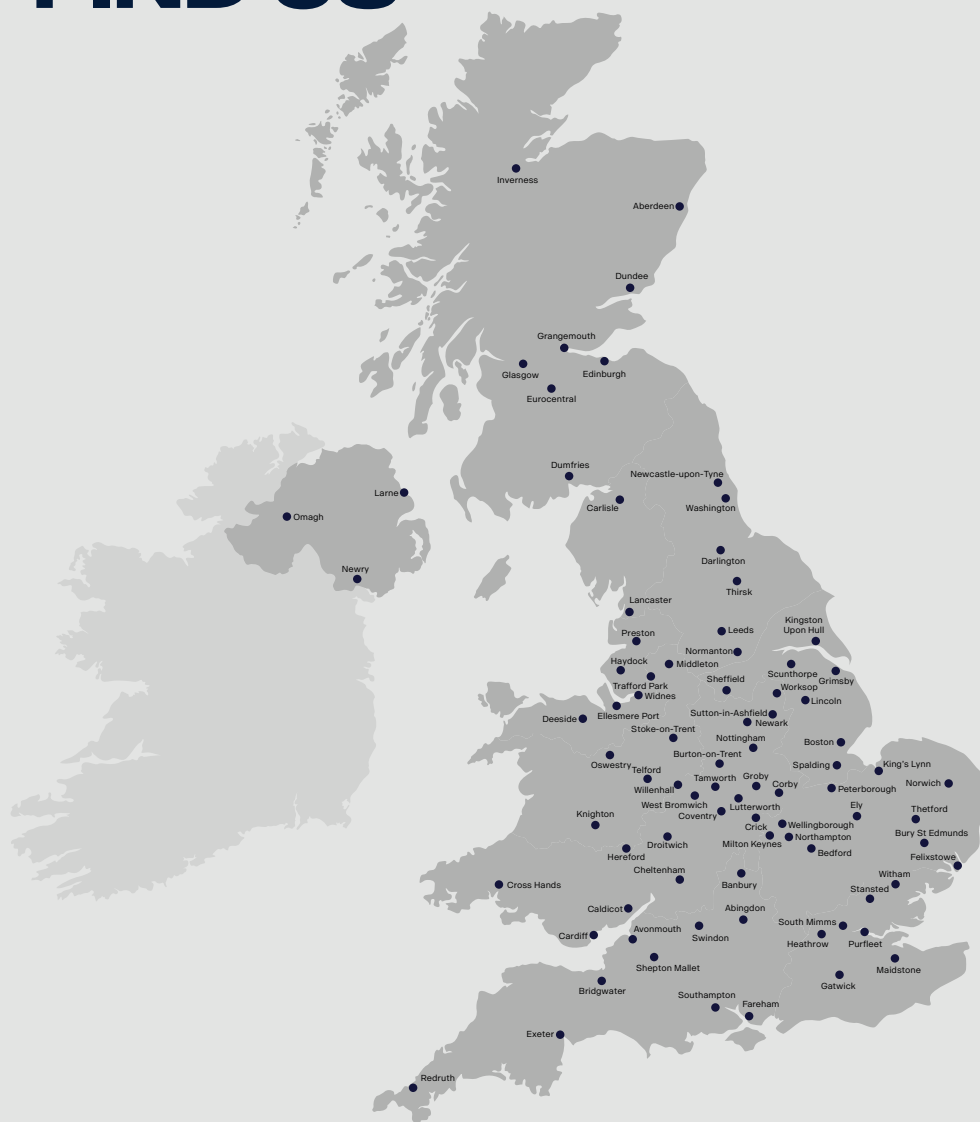 FIND US
Inverness
Aberdeen
Dundee
Grangemouth
Glasgow
Edinburgh
Eurocentral
Dumfries
Newcastle-upon-Tyne
Larne
Carlisle
Washington
Omagh
Darlington
Newry
Thirsk
Lancaster
Kingston
Upon Hull
Preston
Leeds
Normanton
Haydock
Middleton
Scunthorpe
Grimsby
Trafford Park
Sheffield
Worksop
Widnes
Lincoln
Ellesmere Port
Sutton-in-Ashfield
Deeside
Newark
Stoke-on-Trent
Nottingham
Boston
Burton-on-Trent
Oswestry
Telford
Spalding
King's Lynn
Tamworth
Groby
Corby
Norwich
Willenhall
Peterborough
West Bromwich
Lutterworth
Ely
Thetford
Coventry
Knighton
Crick
Wellingborough
Bury St Edmunds
Northampton
Droitwich
Milton Keynes
Hereford
Bedford
Felixstowe
Cheltenham
Witham
Cross Hands
Banbury
Stansted
Caldicot
Abingdon
South Mimms
Avonmouth
Cardiff
Swindon
Heathrow
Purfleet
Shepton Mallet
Maidstone
Gatwick
Bridgwater
Southampton
Fareham
Exeter
Redruth